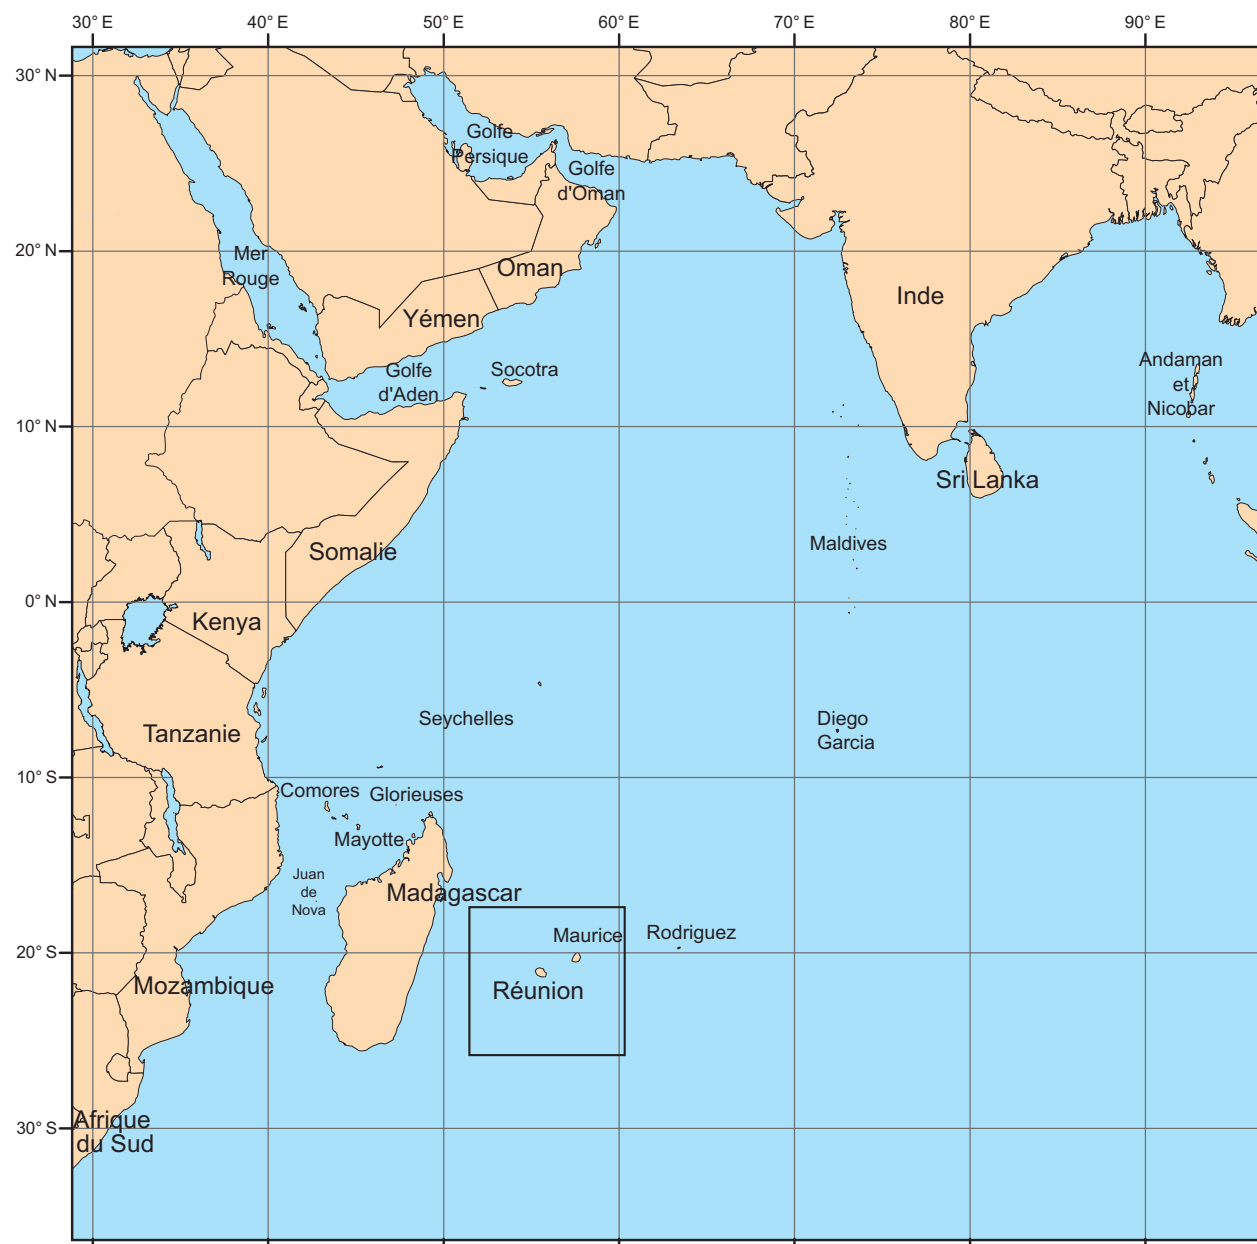 30° E
40° E
50° E
60° E
70° E
80° E
90° E
30° N
Golfe
Persique
Golfe
d'Oman
20° N
Mer
Rouge
Oman
Yémen
Inde
Golfe
d'Aden
Socotra
Andaman
et
Nicobar
10° N
Sri Lanka
Somalie
Maldives
0° N
Kenya
Seychelles
Diego
Garcia
Tanzanie
10° S
Comores
Glorieuses
Mayotte
Juan
de
Nova
Madagascar
Maurice
Rodriguez
20° S
Mozambique
Réunion
Afrique
du Sud
30° S